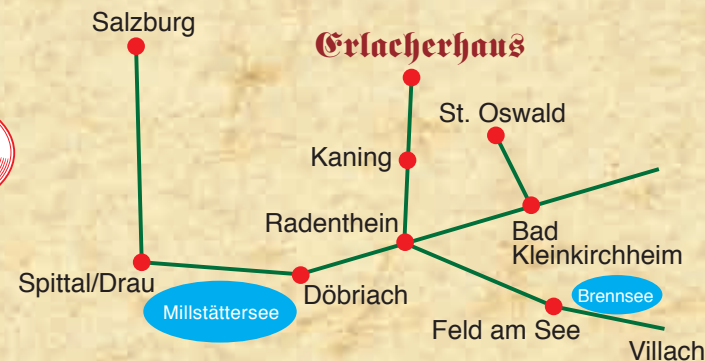 Salzburg
Erlacherhaus
St. Oswald
Kaning
Radenthein
Bad
Kleinkirchheim
Spittal/Drau
Döbriach
Millstättersee
Brennsee
Feld am See
Villach